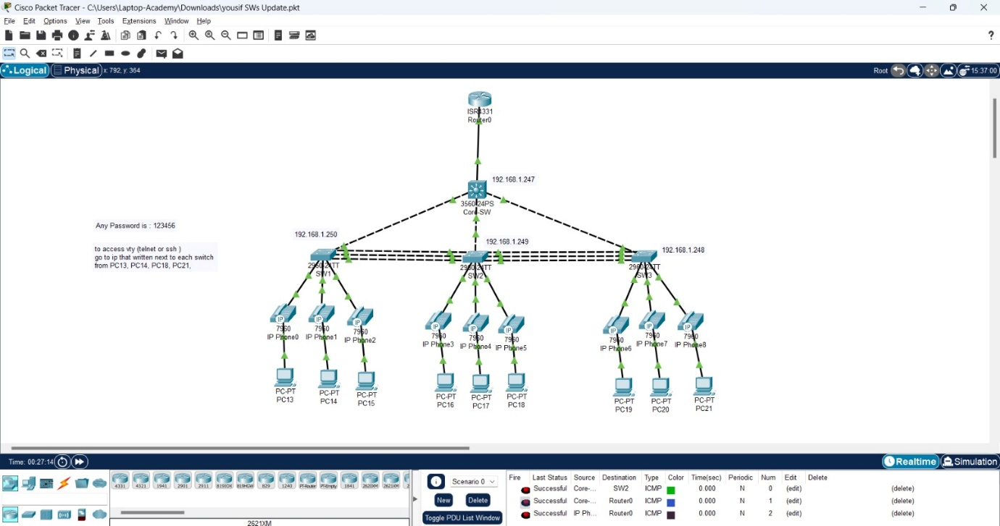 Cisco Packet Tracer - C:\Users\Laptop-Academy\Downloads\yousif SWs Update.pkt
File Edit Options View Tools Extensions Window Help
?
Logical Physical x: 792, y: 364 Root 15:37:00
ISR4331
Router0
192.168.1.247
3560-24PS
Core-SW
Any Password is : 123456
to access vty (telnet or ssh )
go to ip that written next to each switch
from PC13, PC14, PC18, PC21,
192.168.1.250
192.168.1.249
192.168.1.248
2960-24TT
SW1
2960-24TT
SW2
2960-24TT
SW3
IP
7960
IP Phone0
IP
7960
IP Phone1
IP
7960
IP Phone2
IP
7960
IP Phone3
IP
7960
IP Phone4
IP
7960
IP Phone5
IP
7960
IP Phone6
IP
7960
IP Phone7
IP
7960
IP Phone8
PC-PT
PC13
PC-PT
PC14
PC-PT
PC15
PC-PT
PC16
PC-PT
PC17
PC-PT
PC18
PC-PT
PC19
PC-PT
PC20
PC-PT
PC21
Time: 00:27:14 Realtime Simulation
4331 4321 1941 2901 2911 819IOX 819HGW 829 1240 PT-Router PT-Empty 1841 2620XM 2621XM
2621XM
Scenario 0
New Delete
Toggle PDU List Window
Fire Last Status Source Destination Type Color Time(sec) Periodic Num Edit Delete
Successful Core-... SW2 ICMP 0.000 N 0 (edit) (delete)
Successful Core-... Router0 ICMP 0.000 N 1 (edit) (delete)
Successful IP Ph... Router0 ICMP 0.000 N 2 (edit) (delete)